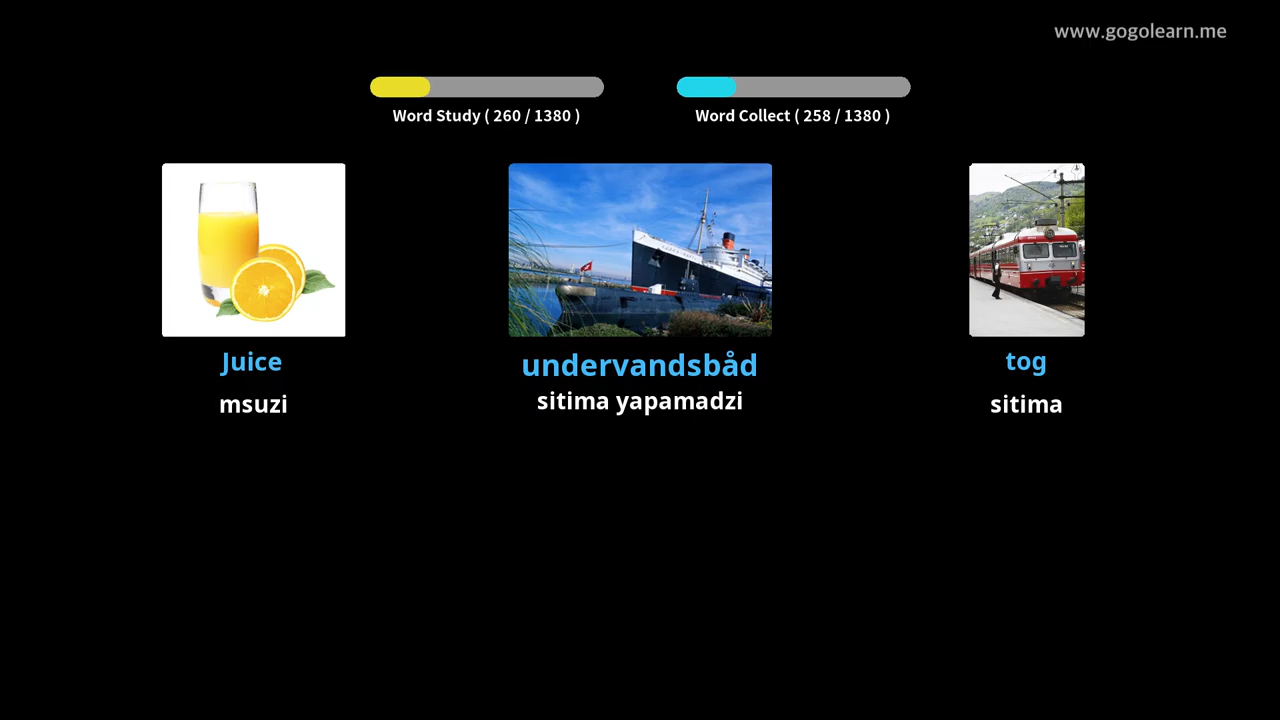 www.gogolearn.me
Word Study ( 260 / 1380 )
Word Collect ( 258 / 1380 )
Juice
undervandsbåd
tog
msuzi
sitima yapamadzi
sitima